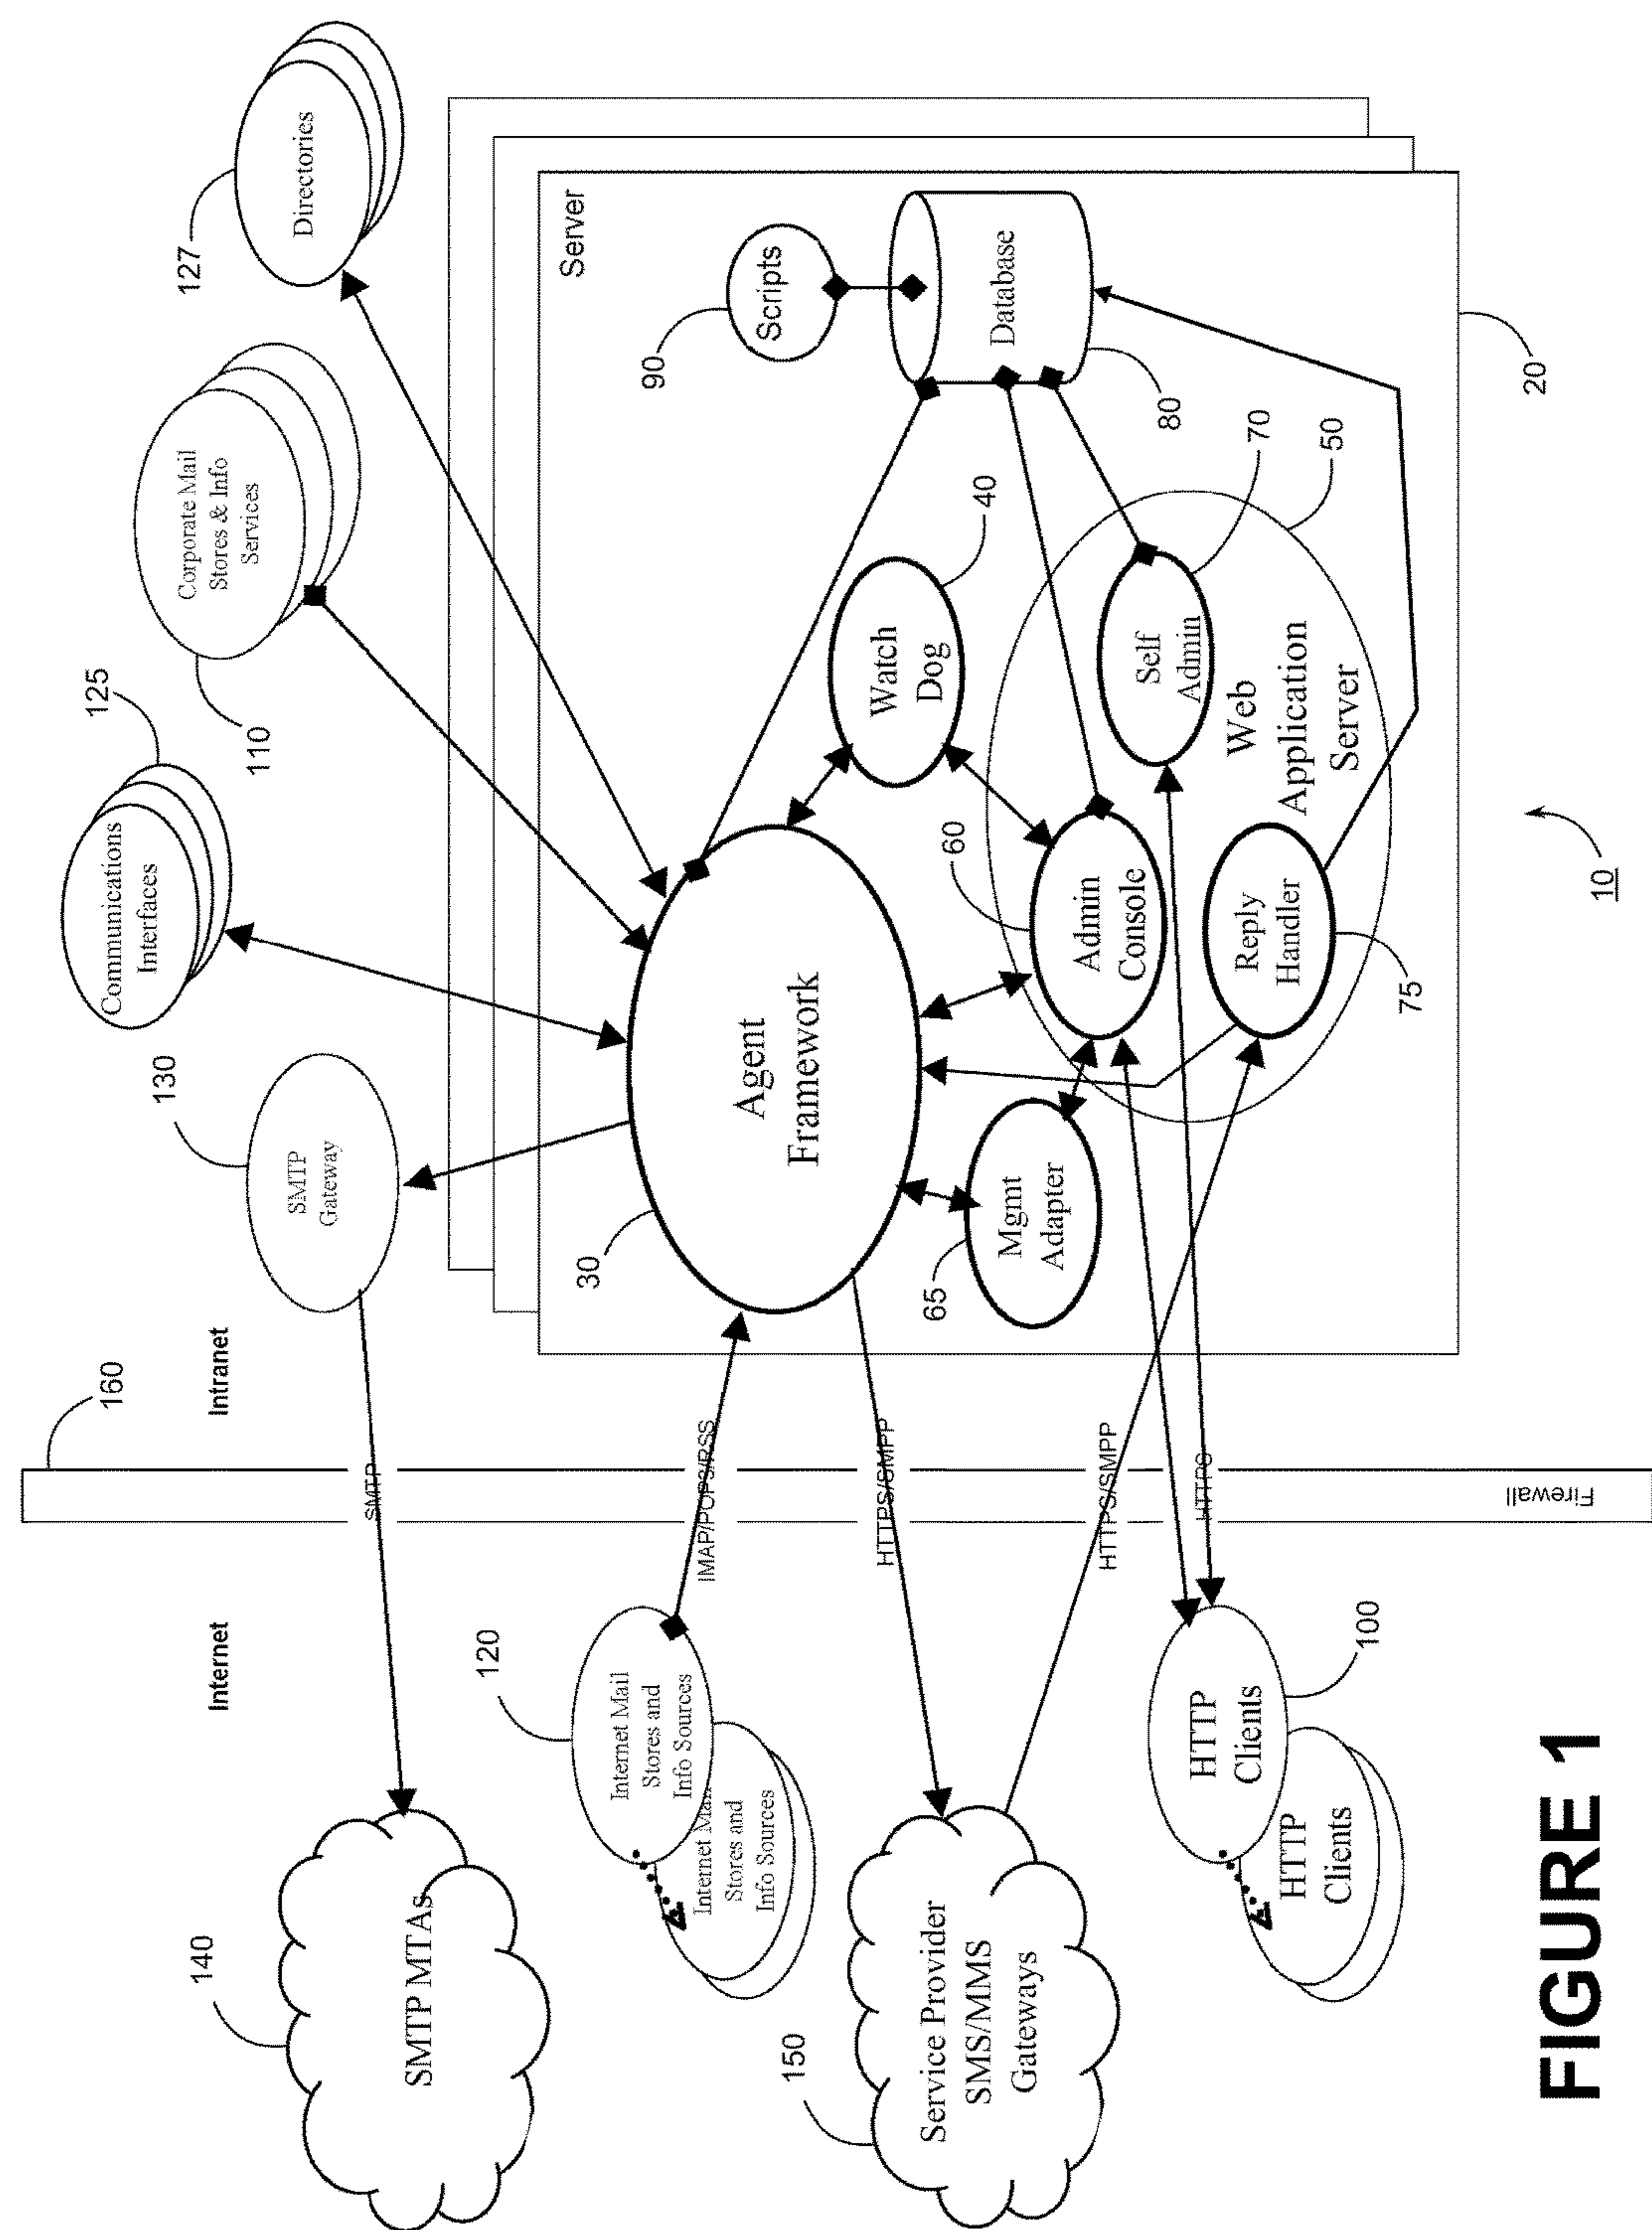 Internet
Intranet
160
140
SMTP MTAs
SMTP
130
SMTP
Gateway
125
Communications
Interfaces
110
Corporate Mail
Stores & Info
Services
127
Directories
120
Internet Mail
Stores and
Info Sources
Internet Mail
Stores and
Info Sources
IMAP/POPS/RSS
30
Agent
Framework
Server
90
Scripts
Database
80
Watch
Dog
40
150
Service Provider
SMS/MMS
Gateways
HTTPS/SMPP
HTTPS/SMPP
65
Mgmt
Adapter
60
Admin
Console
Self
Admin
70
50
Web
Application
Server
Reply
Handler
75
HTTP
Clients
100
HTTP
Clients
HTTPS
Firewall
20
10
FIGURE 1